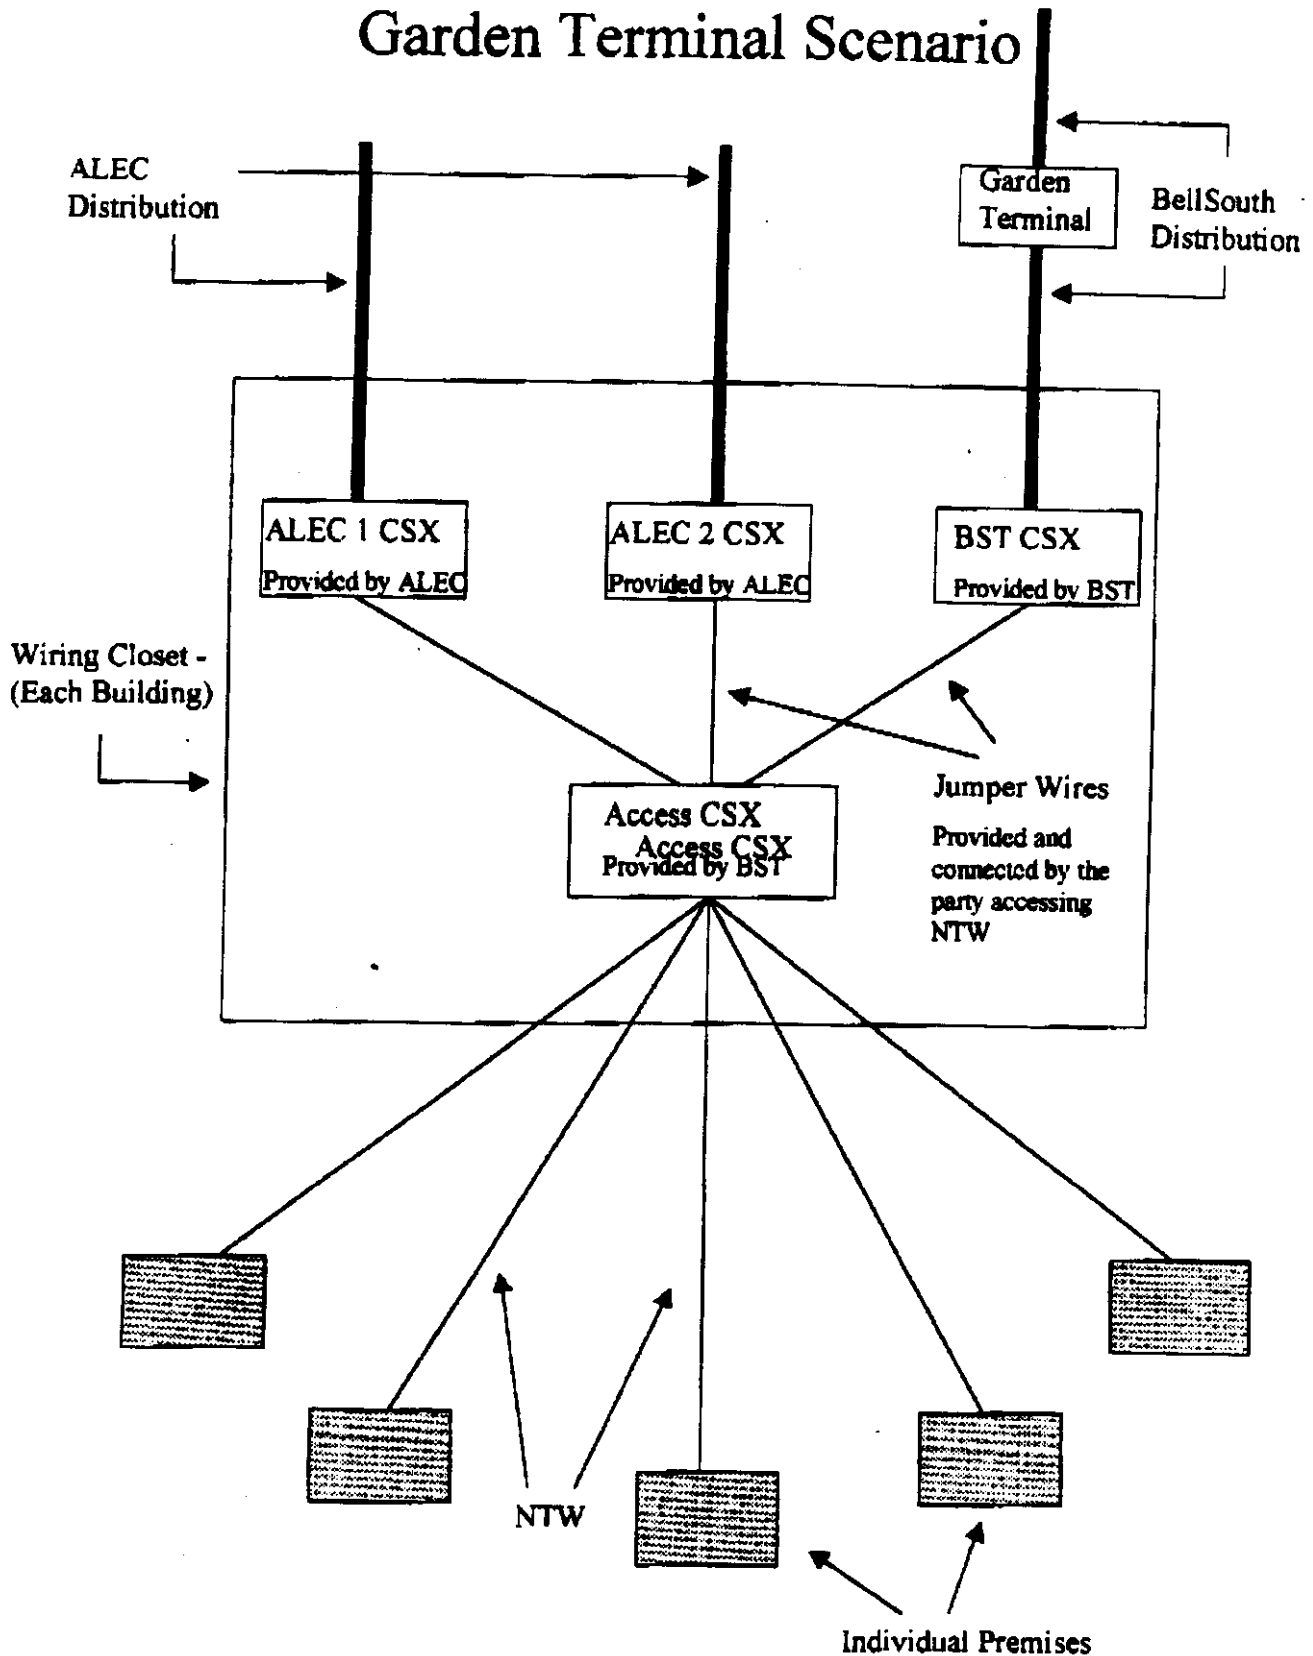 Garden Terminal Scenario
ALEC
Distribution
Garden
Terminal
BellSouth
Distribution
ALEC 1 CSX
Provided by ALEC
ALEC 2 CSX
Provided by ALEC
BST CSX
Provided by BST
Wiring Closet -
(Each Building)
Access CSX
Access CSX
Provided by BST
Jumper Wires
Provided and
connected by the
party accessing
NTW
NTW
Individual Premises